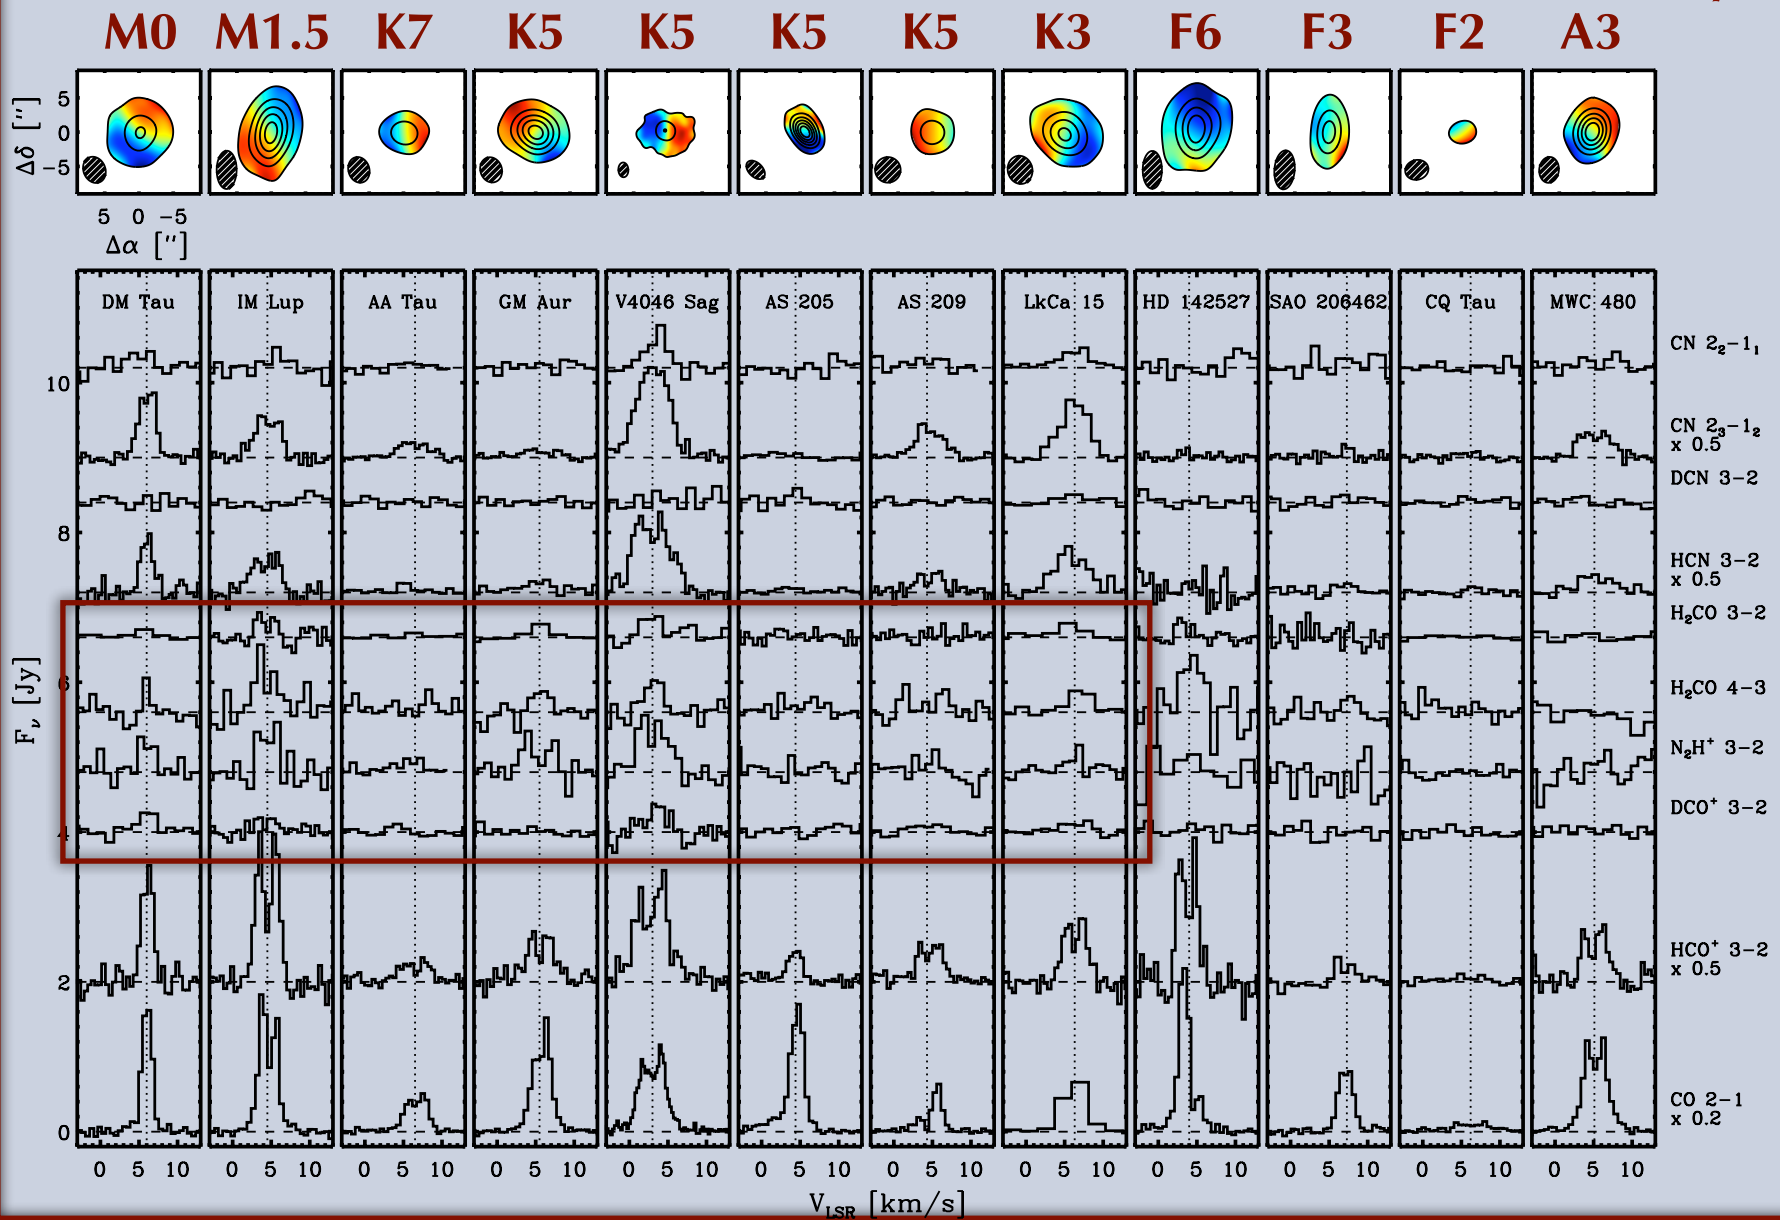 M0 M1.5 K7 K5 K5 K5 K5 K3 F6 F3 F2 A3
Δδ ["]
5
0
−5
5 0 −5
Δα ["]
DM Tau IM Lup AA Tau GM Aur V4046 Sag AS 205 AS 209 LkCa 15 HD 142527 SAO 206462 CQ Tau MWC 480
CN 2₂−1₁
10
CN 2₃−1₂
x 0.5
DCN 3−2
8
HCN 3−2
x 0.5
H₂CO 3−2
6
H₂CO 4−3
Fᵥ [Jy]
N₂H⁺ 3−2
DCO⁺ 3−2
4
HCO⁺ 3−2
x 0.5
2
CO 2−1
x 0.2
0
0 5 10 0 5 10 0 5 10 0 5 10 0 5 10 0 5 10 0 5 10 0 5 10 0 5 10 0 5 10 0 5 10 0 5 10
V_LSR [km/s]